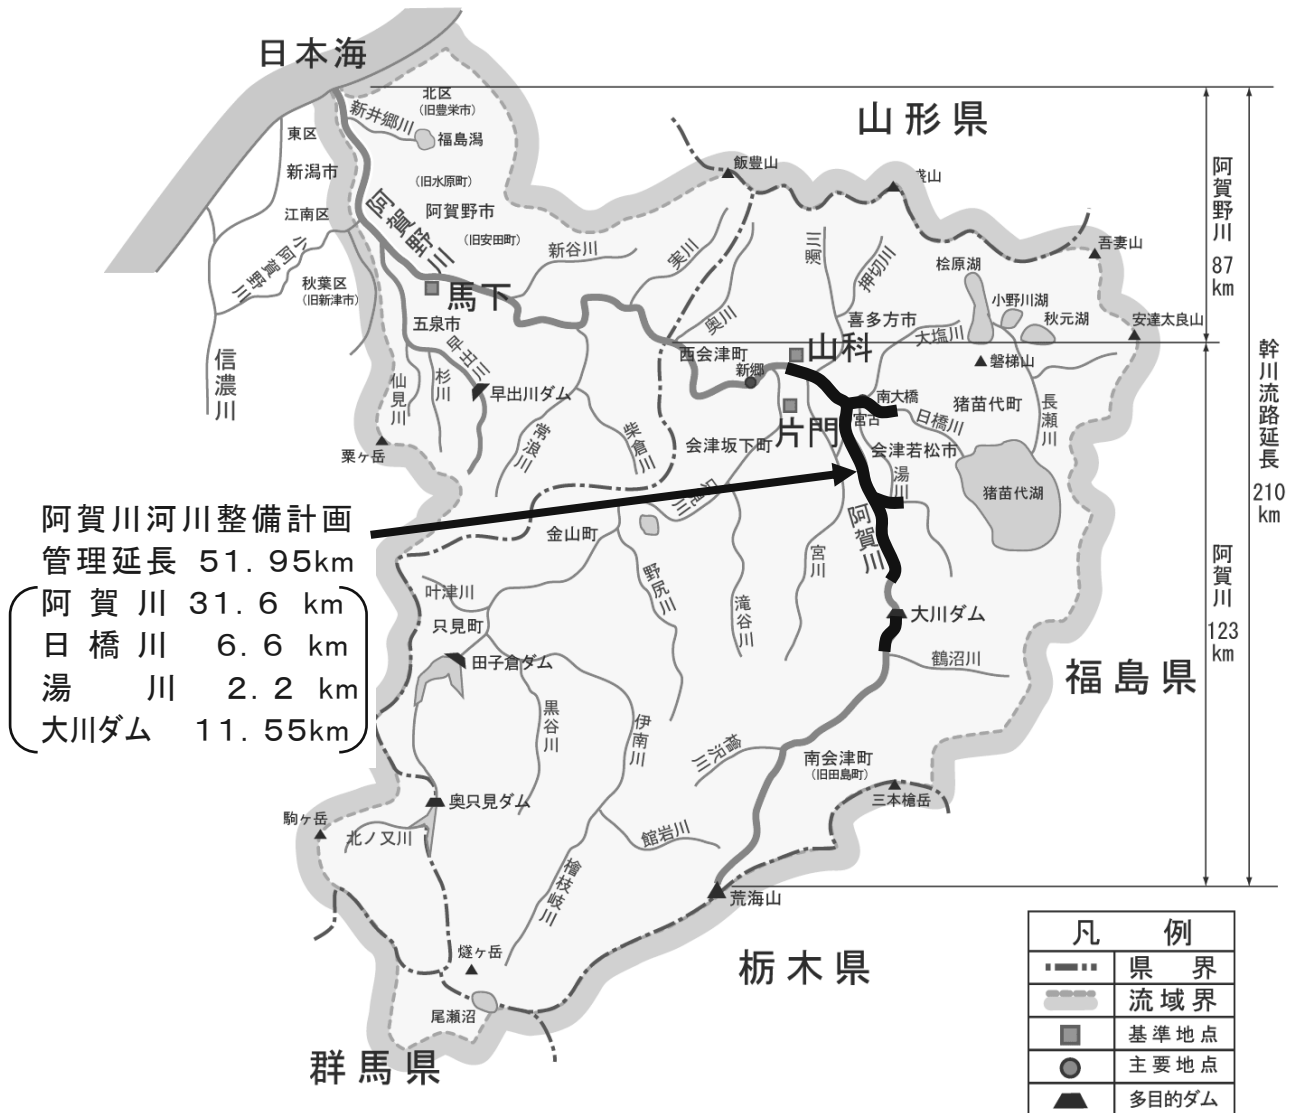 日本海
北区
(旧豊栄市)
新井郷川
福島潟
東区
新潟市
(旧水原町)
阿賀野市
(旧安田町)
江南区
小阿賀野川
秋葉区
(旧新津市)
阿賀野川
信濃川
馬下
五泉市
早出川
仙見川
杉川
早出川ダム
粟ヶ岳
新谷川
実川
奥川
常浪川
柴倉川
飯豊山
山形県
濁川
押切川
吾妻山
桧原湖
小野川湖
秋元湖
安達太良山
喜多方市
大塩川
磐梯山
西会津町
新郷
山科
片門
会津坂下町
南大橋
宮古
日橋川
猪苗代町
長瀬川
会津若松市
湯川
猪苗代湖
阿賀川
宮川
滝谷川
野尻川
金山町
大川ダム
鶴沼川
福島県
阿賀野川
87
km
阿賀川
123
km
幹川流路延長
210
km
阿賀川河川整備計画
管理延長 51.95km
阿賀川 31.6 km
日橋川 6.6 km
湯川 2.2 km
大川ダム 11.55km
叶津川
只見町
田子倉ダム
黒谷川
伊南川
檜沢川
南会津町
(旧田島町)
三本槍岳
奥只見ダム
駒ヶ岳
北ノ又川
館岩川
檜枝岐川
荒海山
燧ヶ岳
尾瀬沼
栃木県
群馬県
凡例
県界
流域界
基準地点
主要地点
多目的ダム